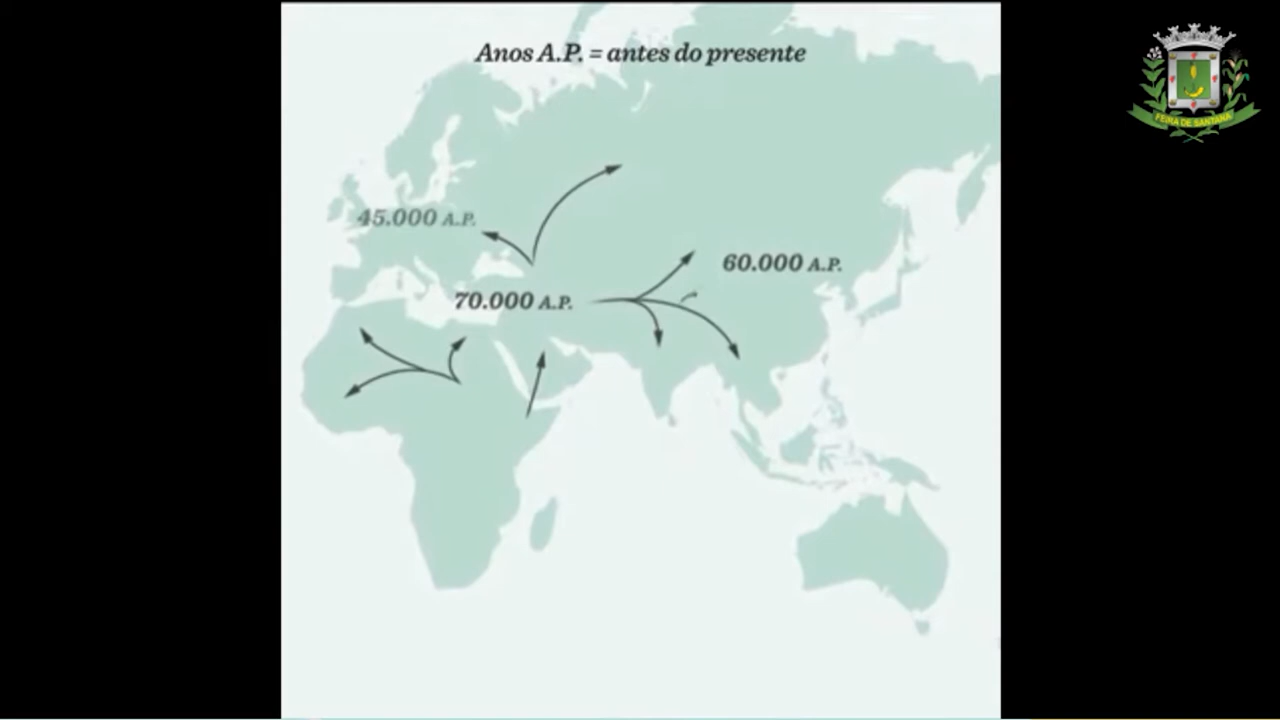 Anos A.P. = antes do presente
45.000 A.P.
60.000 A.P.
70.000 A.P.
FEIRA DE SANTANA